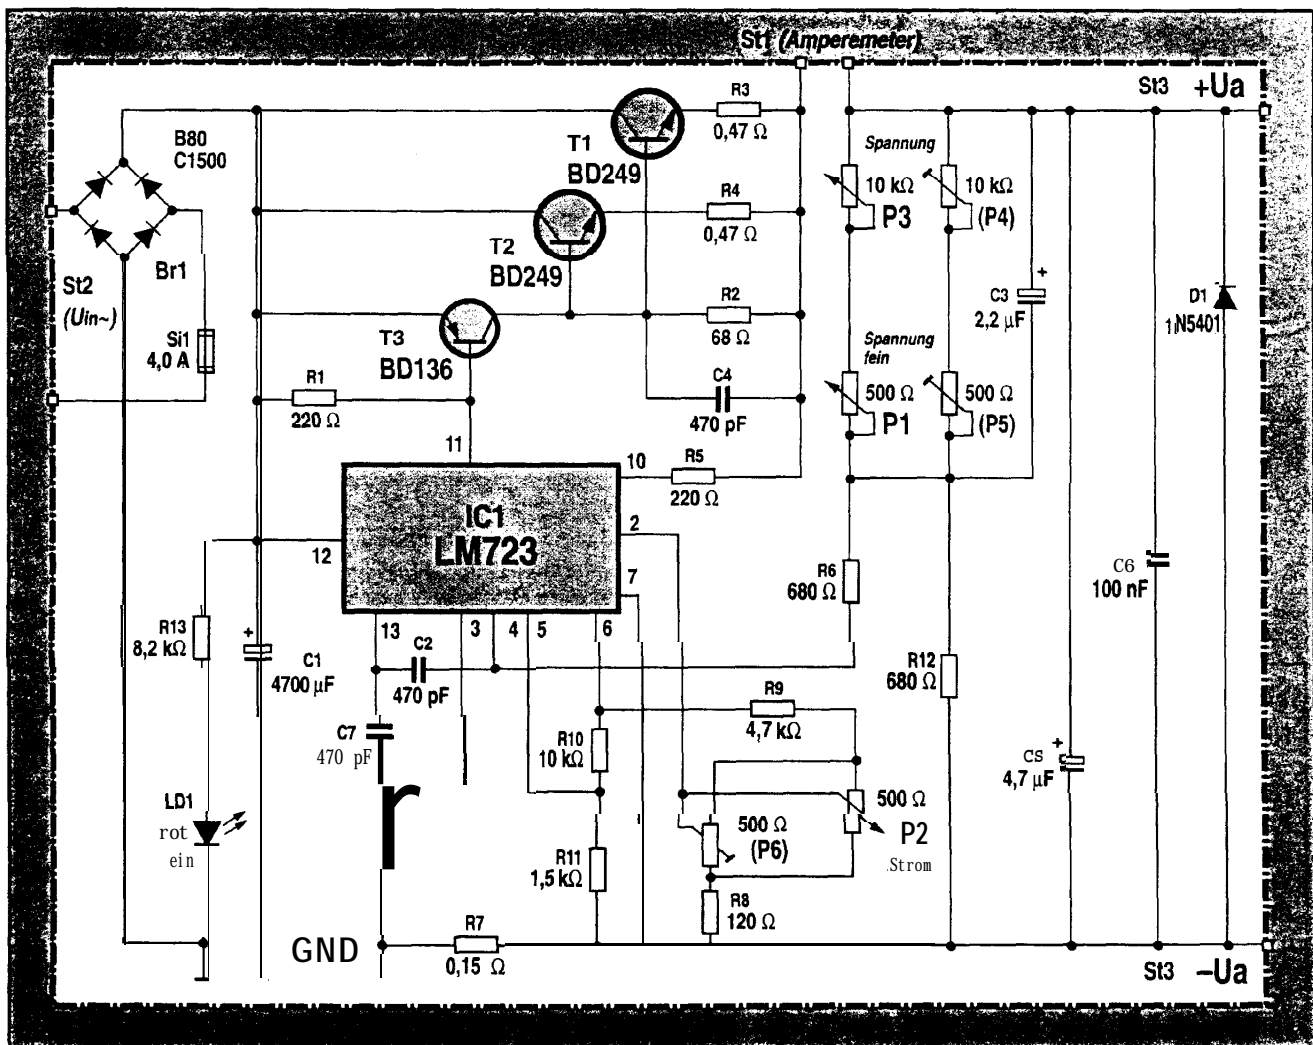 St1 (Amperemeter)
St3 +Ua
R3
0,47 Ω
B80
C1500
T1
BD249
Spannung
10 kΩ
P3
10 kΩ
(P4)
R4
0,47 Ω
T2
BD249
Br1
St2
(Uin~)
C3
2,2 µF
+
D1
1N5401
R2
68 Ω
Si1
4,0 A
T3
BD136
Spannung
fein
500 Ω
P1
500 Ω
(P5)
R1
220 Ω
C4
470 pF
11
10
R5
220 Ω
IC1
LM723
12
2
7
R6
680 Ω
C6
100 nF
13
3
4
5
6
R13
8,2 kΩ
+
C1
4700 µF
C2
470 pF
R12
680 Ω
R9
4,7 kΩ
C7
470 pF
R10
10 kΩ
+
CS
4,7 µF
LD1
rot
ein
500 Ω
(P6)
500 Ω
P2
Strom
R11
1,5 kΩ
R8
120 Ω
GND
R7
0,15 Ω
St3 –Ua